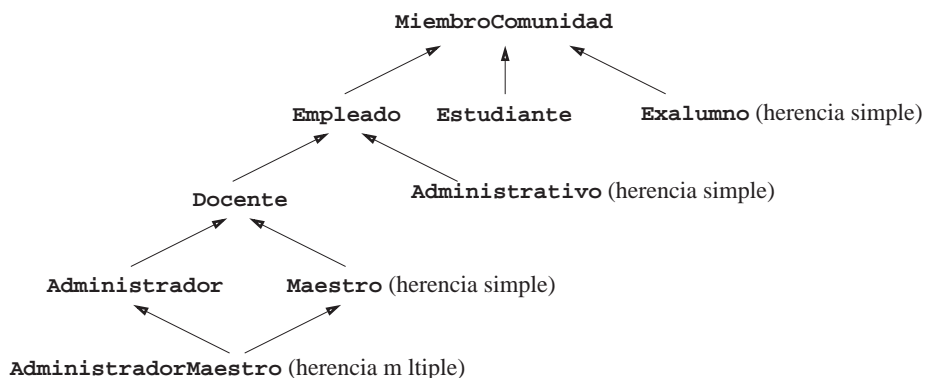 MiembroComunidad
Empleado Estudiante Exalumno (herencia simple)
Docente Administrativo (herencia simple)
Administrador Maestro (herencia simple)
AdministradorMaestro (herencia m ltiple)